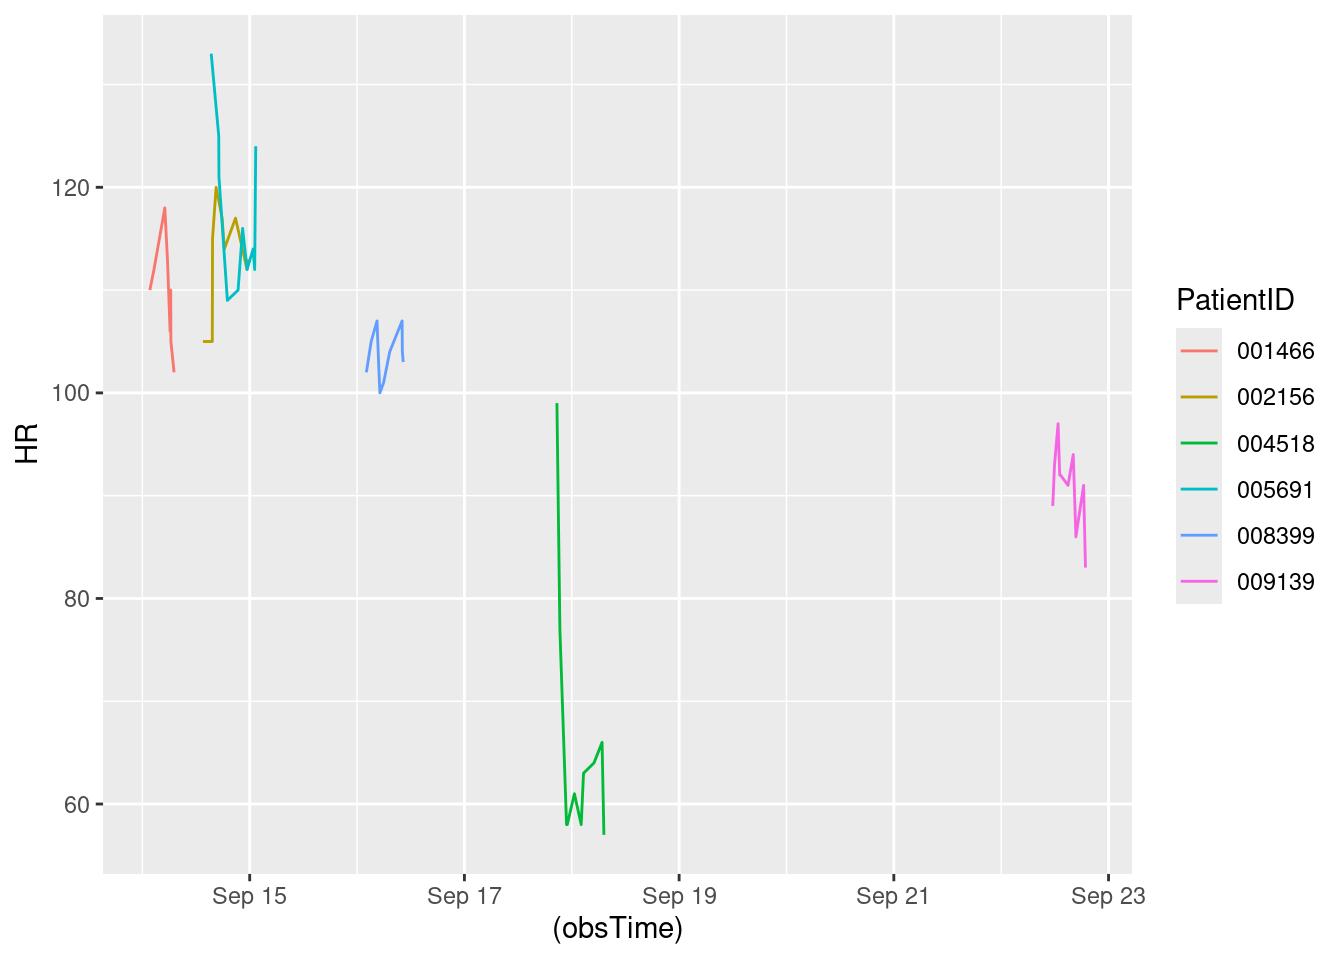 120
100
80
60
HR
Sep 15
Sep 17
Sep 19
Sep 21
Sep 23
(obsTime)
PatientID
001466
002156
004518
005691
008399
009139